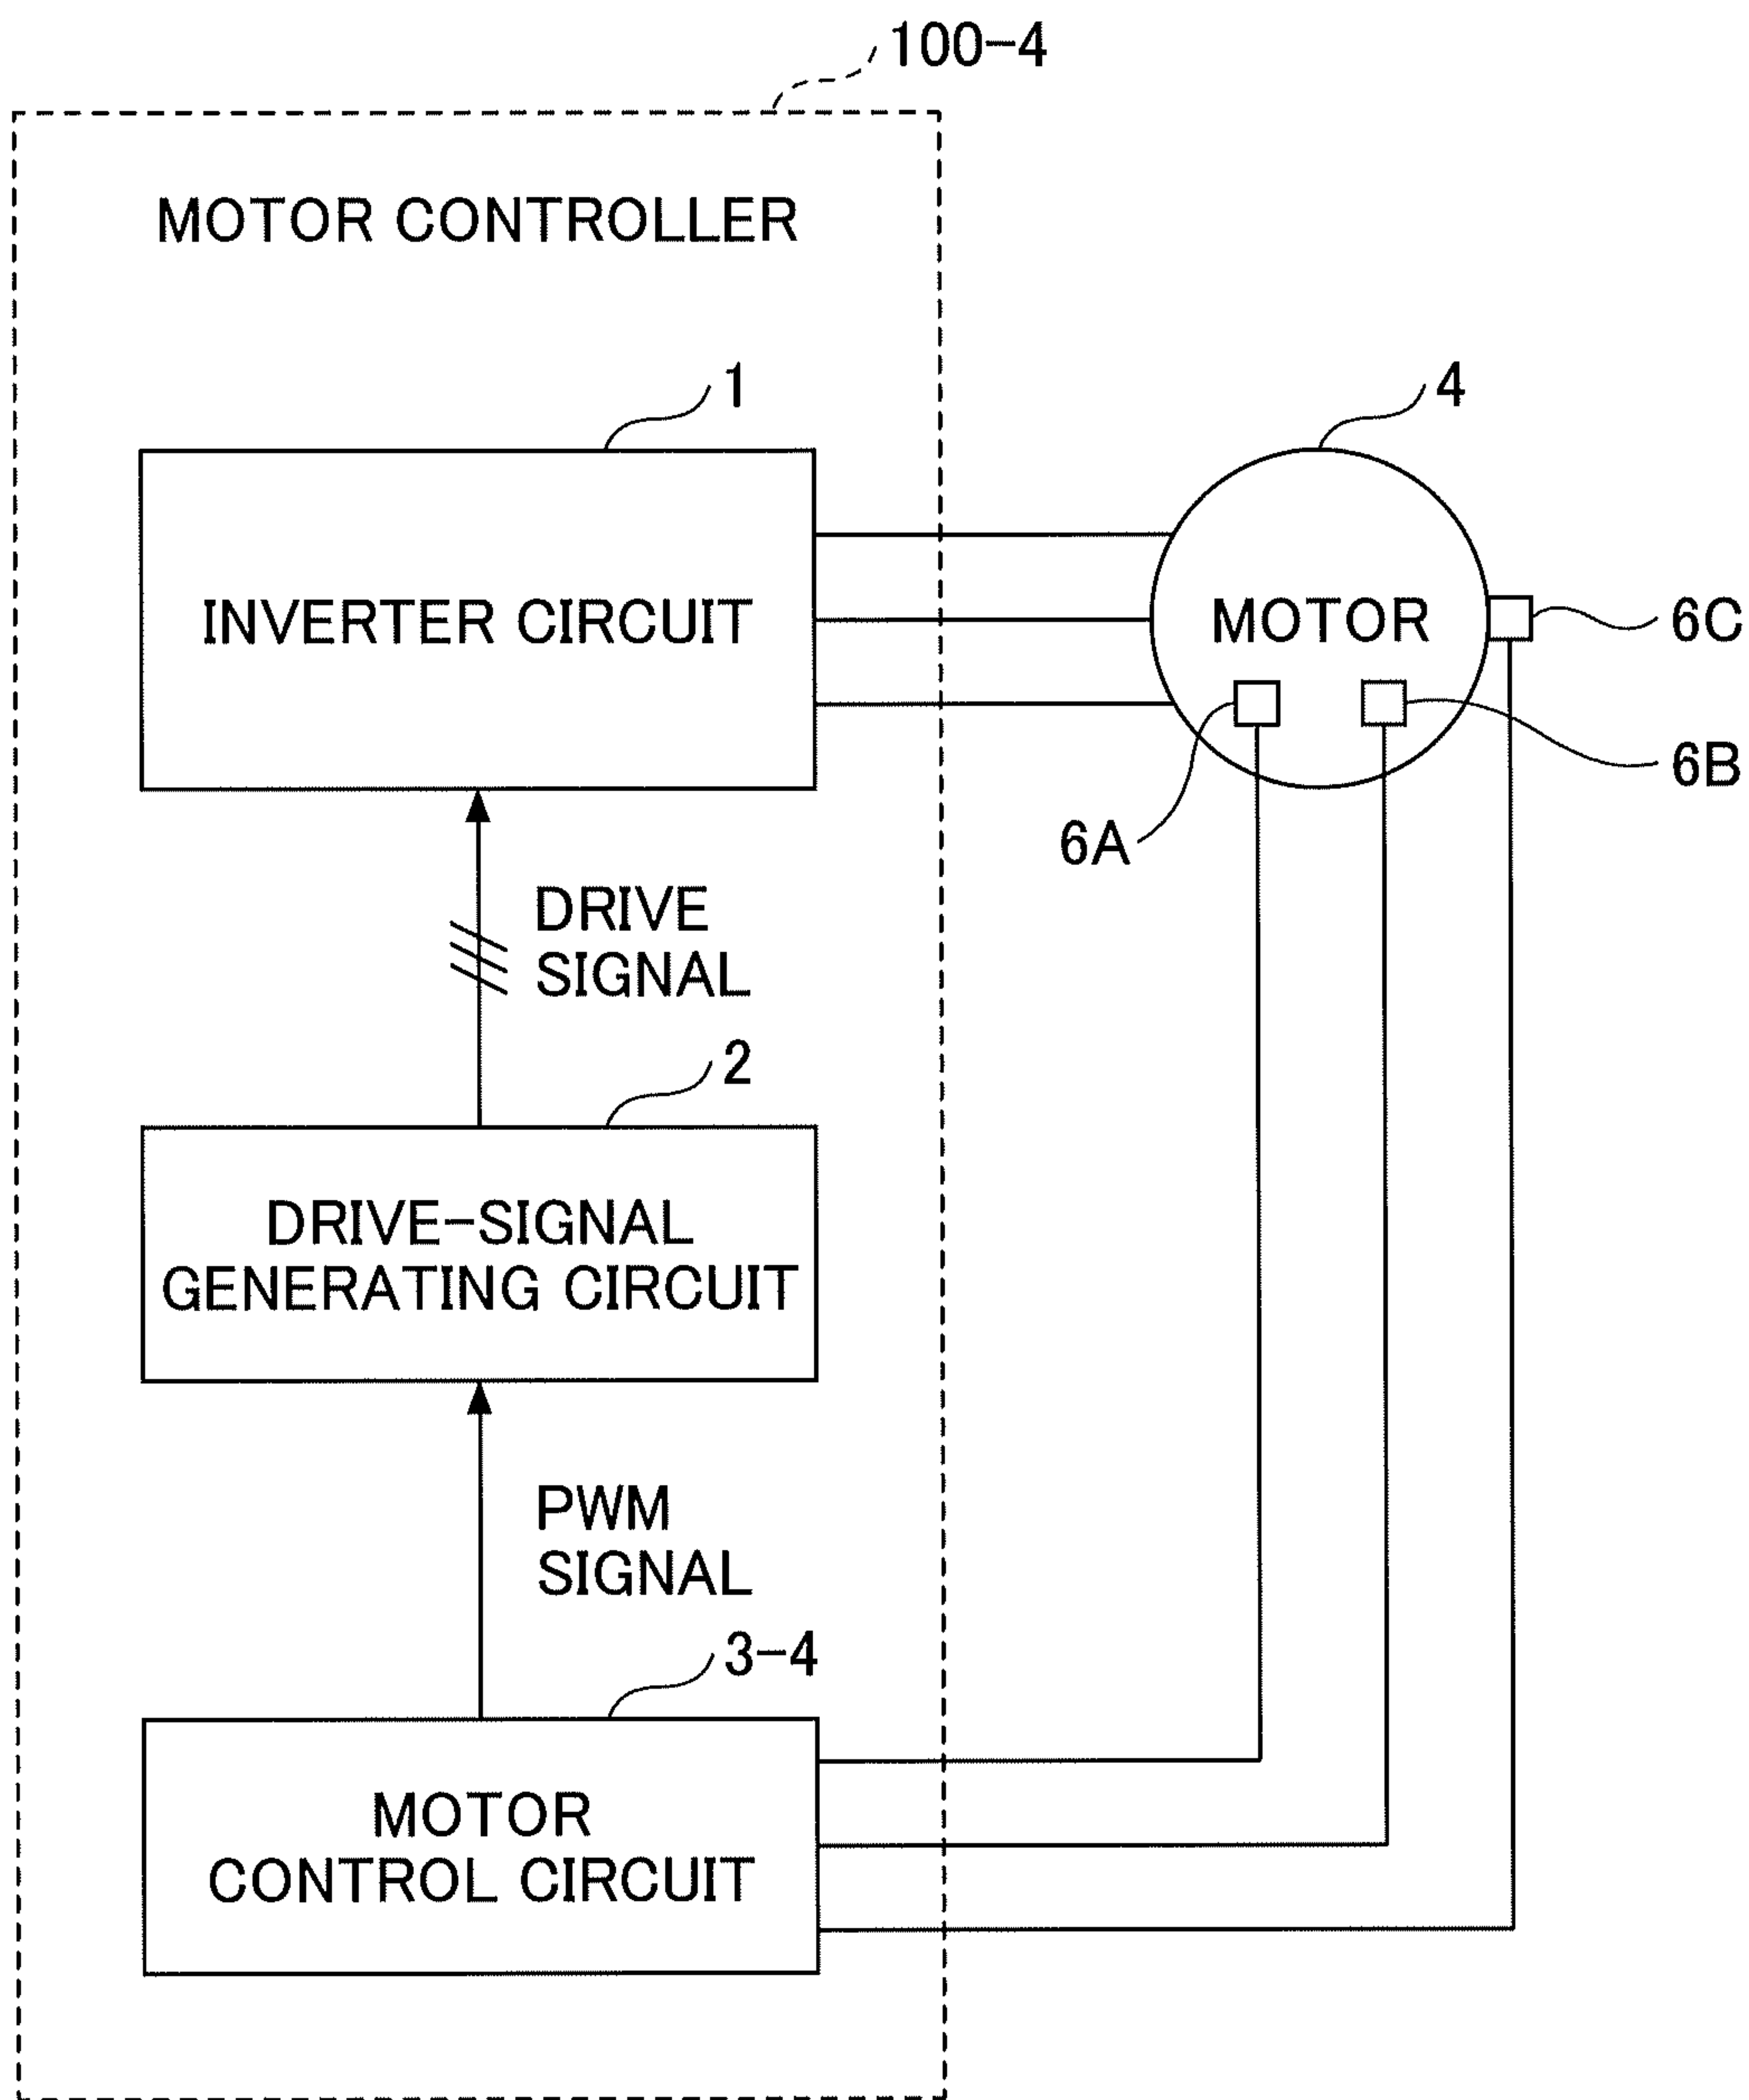 100-4
MOTOR CONTROLLER
1
4
INVERTER CIRCUIT
MOTOR
6C
6B
6A
DRIVE
SIGNAL
2
DRIVE-SIGNAL
GENERATING CIRCUIT
PWM
SIGNAL
3-4
MOTOR
CONTROL CIRCUIT